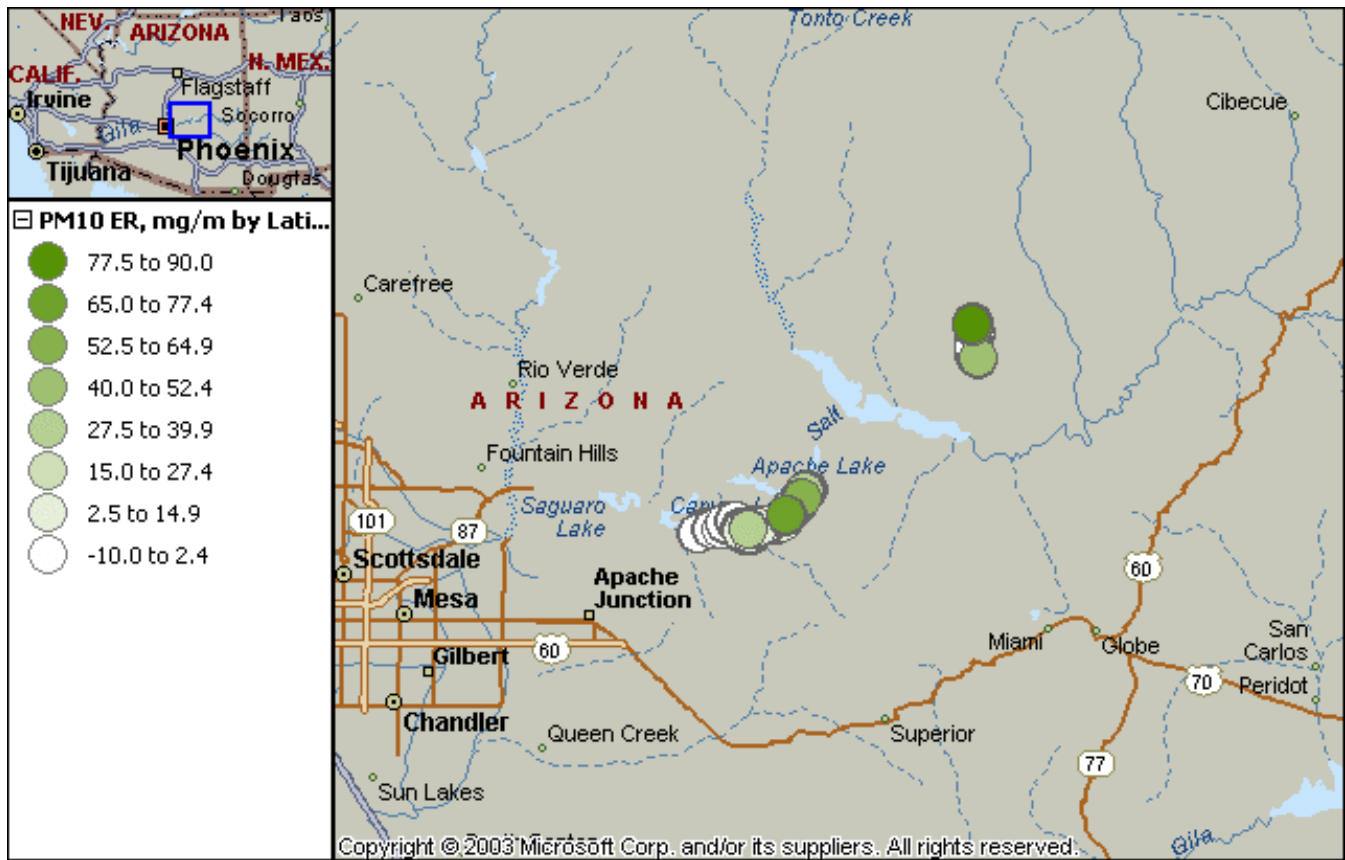 Taos
NEV.
ARIZONA
N. MEX.
CALIF.
Flagstaff
Irvine
Socorro
Gila
Phoenix
Tijuana
Douglas
PM10 ER, mg/m by Lati...
77.5 to 90.0
65.0 to 77.4
52.5 to 64.9
40.0 to 52.4
27.5 to 39.9
15.0 to 27.4
2.5 to 14.9
-10.0 to 2.4
Tonto Creek
Cibecue
Carefree
Rio Verde
ARIZONA
Salt
Fountain Hills
Apache Lake
Saguaro
Lake
101
87
Scottsdale
Apache
Junction
60
Mesa
Miami
Globe
San
Carlos
60
Gilbert
70
Peridot
Chandler
Queen Creek
Superior
77
Sun Lakes
Gila
Copyright © 2003 Microsoft Corp. and/or its suppliers. All rights reserved.